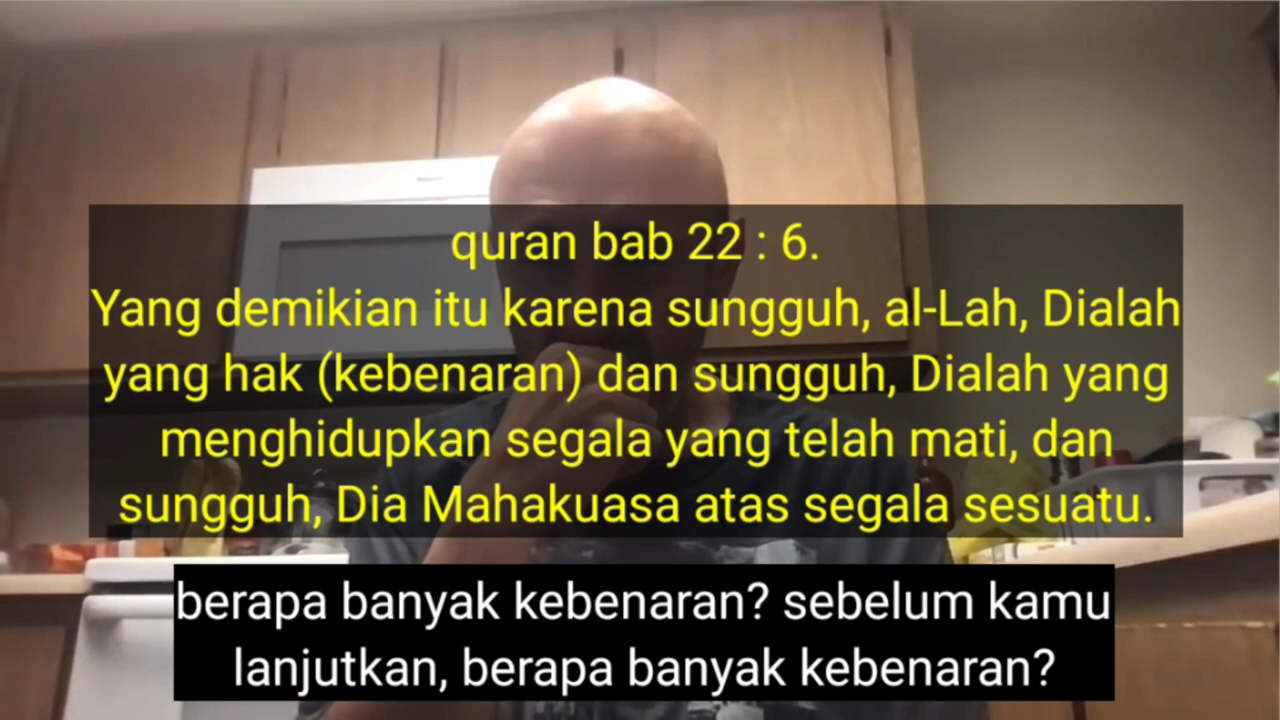 quran bab 22 : 6.
Yang demikian itu karena sungguh, al-Lah, Dialah
yang hak (kebenaran) dan sungguh, Dialah yang
menghidupkan segala yang telah mati, dan
sungguh, Dia Mahakuasa atas segala sesuatu.
berapa banyak kebenaran? sebelum kamu
lanjutkan, berapa banyak kebenaran?